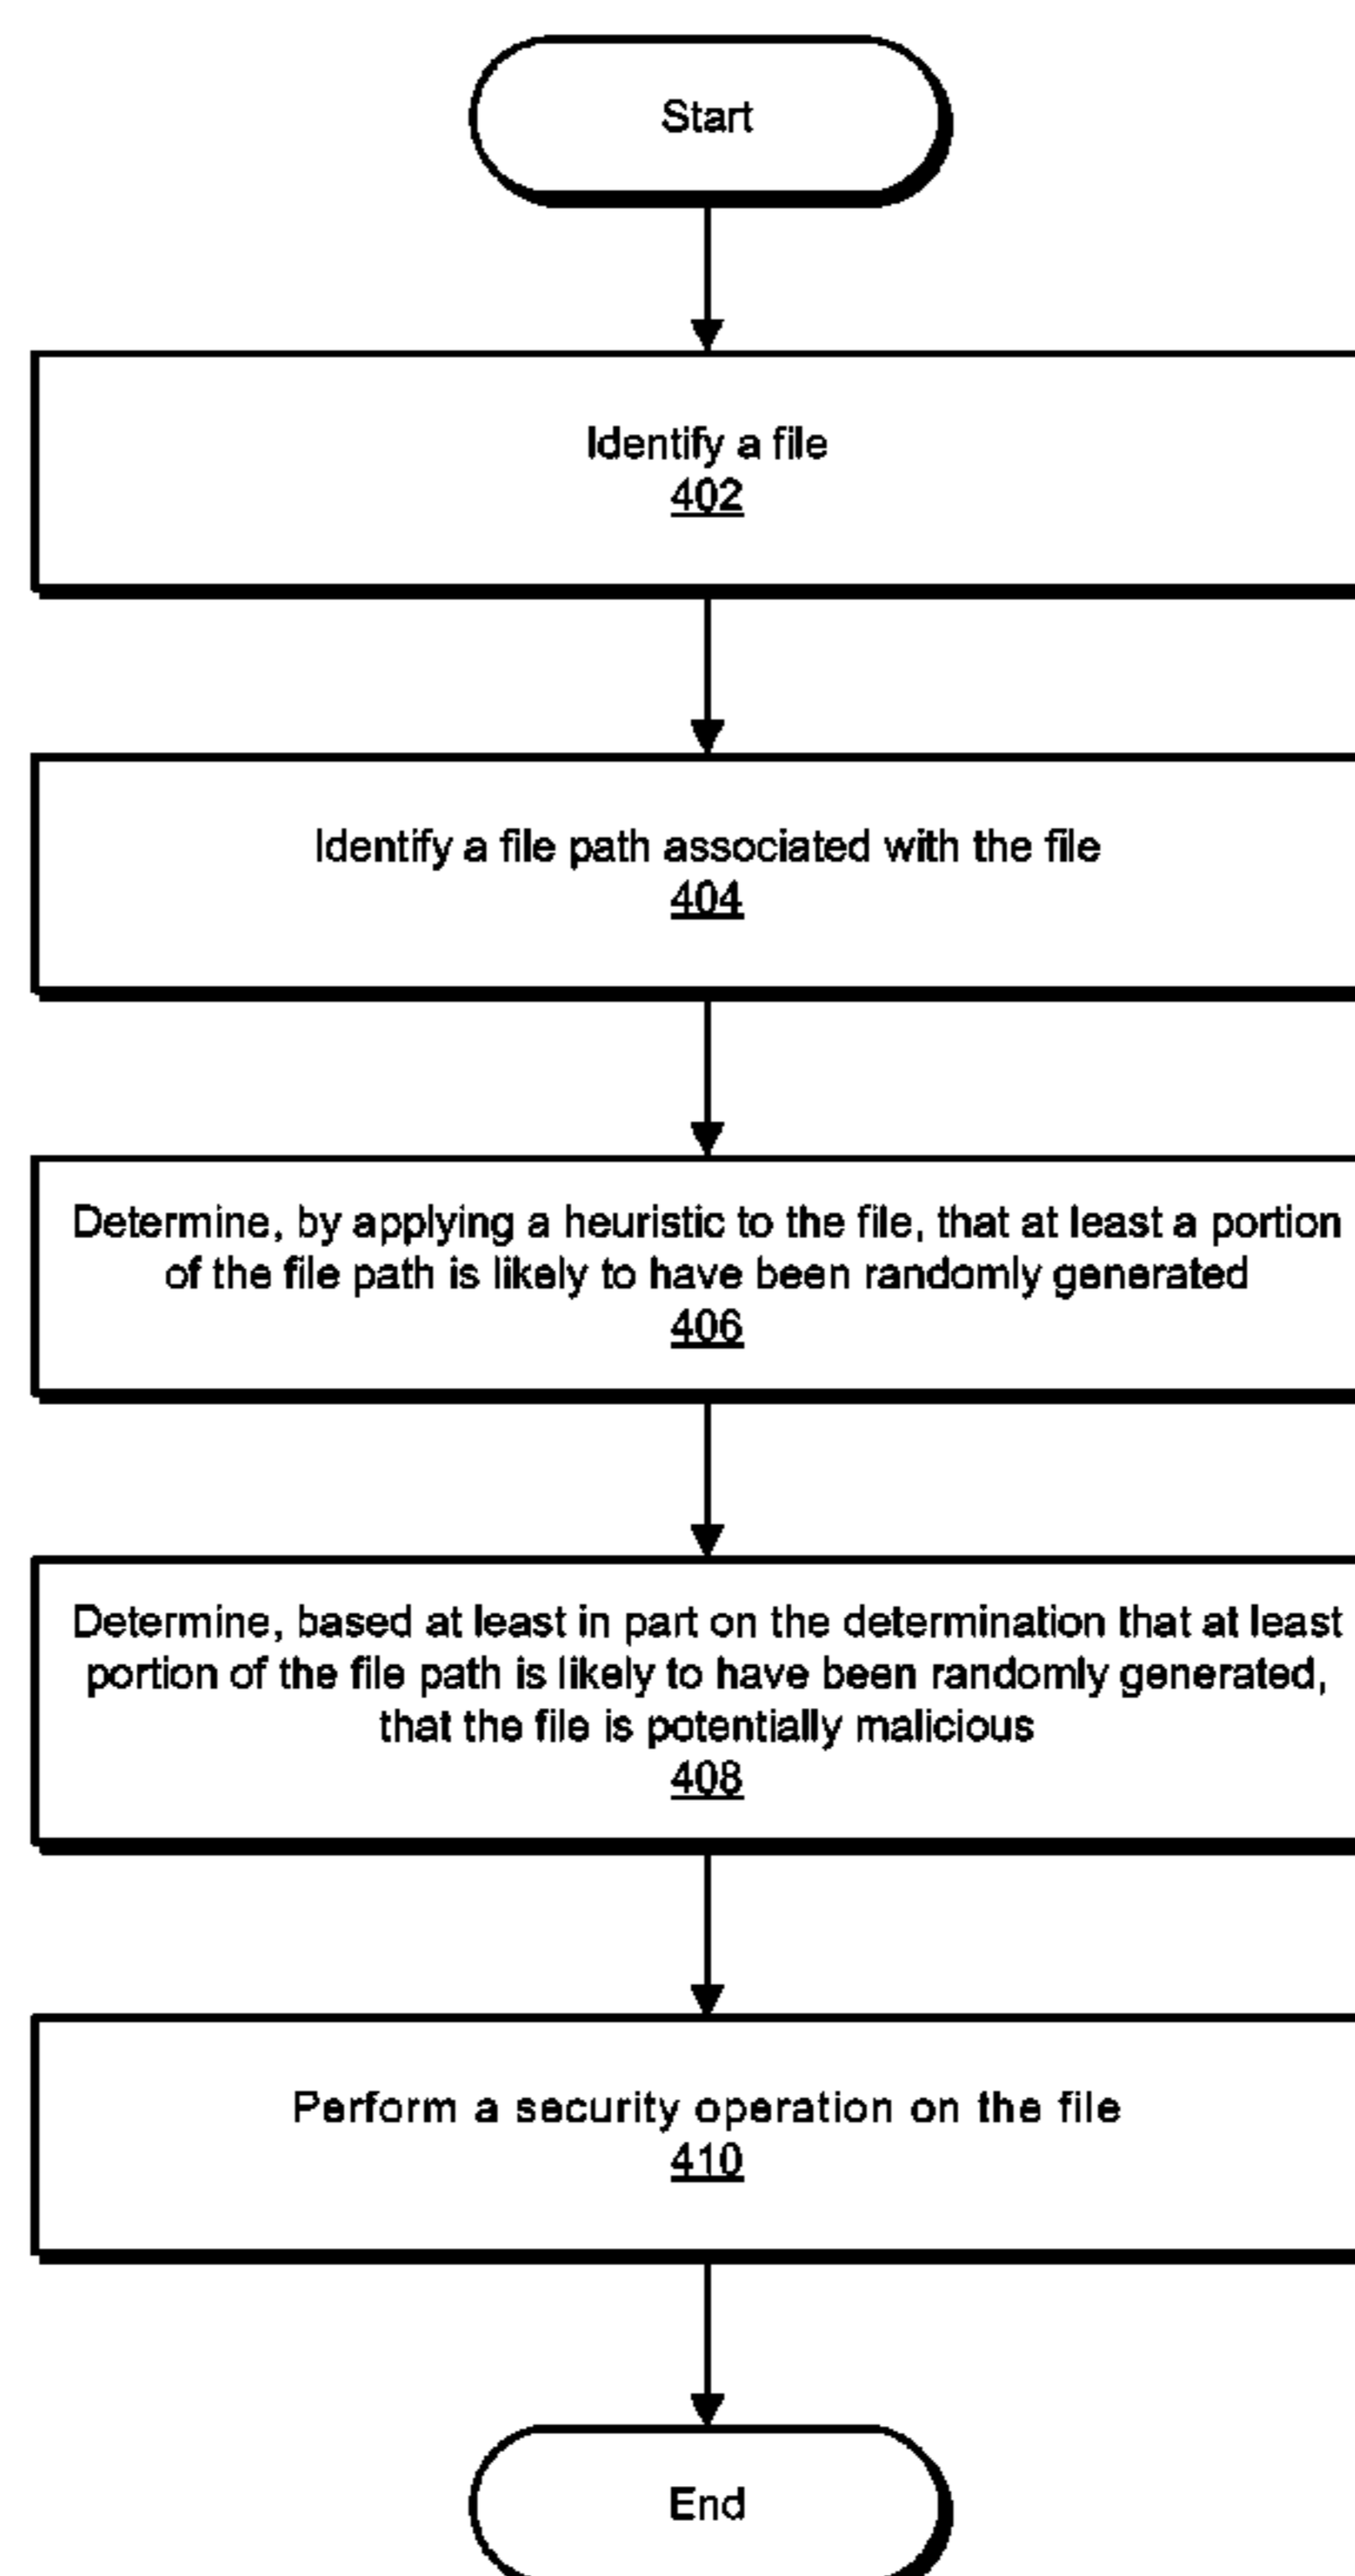 Start
Identify a file
402
Identify a file path associated with the file
404
Determine, by applying a heuristic to the file, that at least a portion
of the file path is likely to have been randomly generated
406
Determine, based at least in part on the determination that at least
portion of the file path is likely to have been randomly generated,
that the file is potentially malicious
408
Perform a security operation on the file
410
End